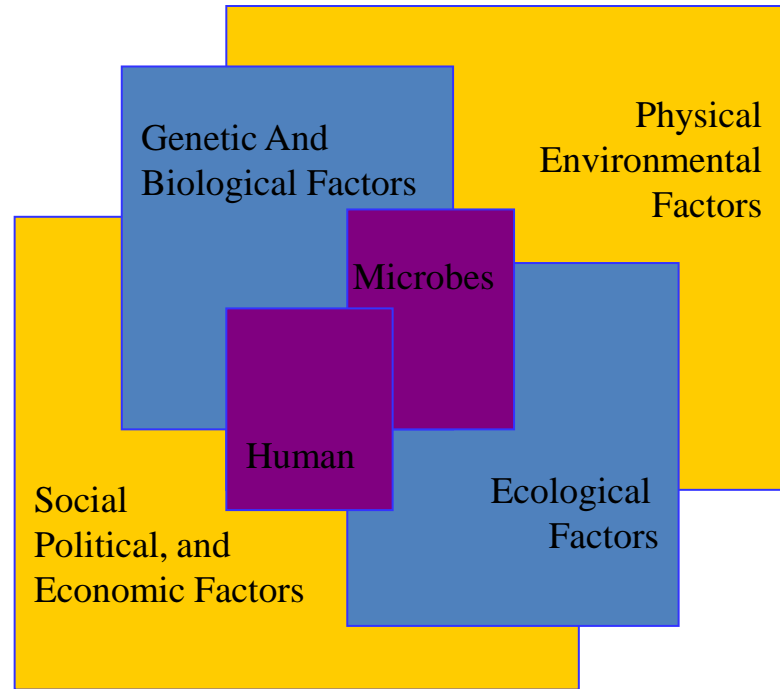 Genetic And
Biological Factors
Physical
Environmental
Factors
Microbes
Human
Social
Political, and
Economic Factors
Ecological
Factors